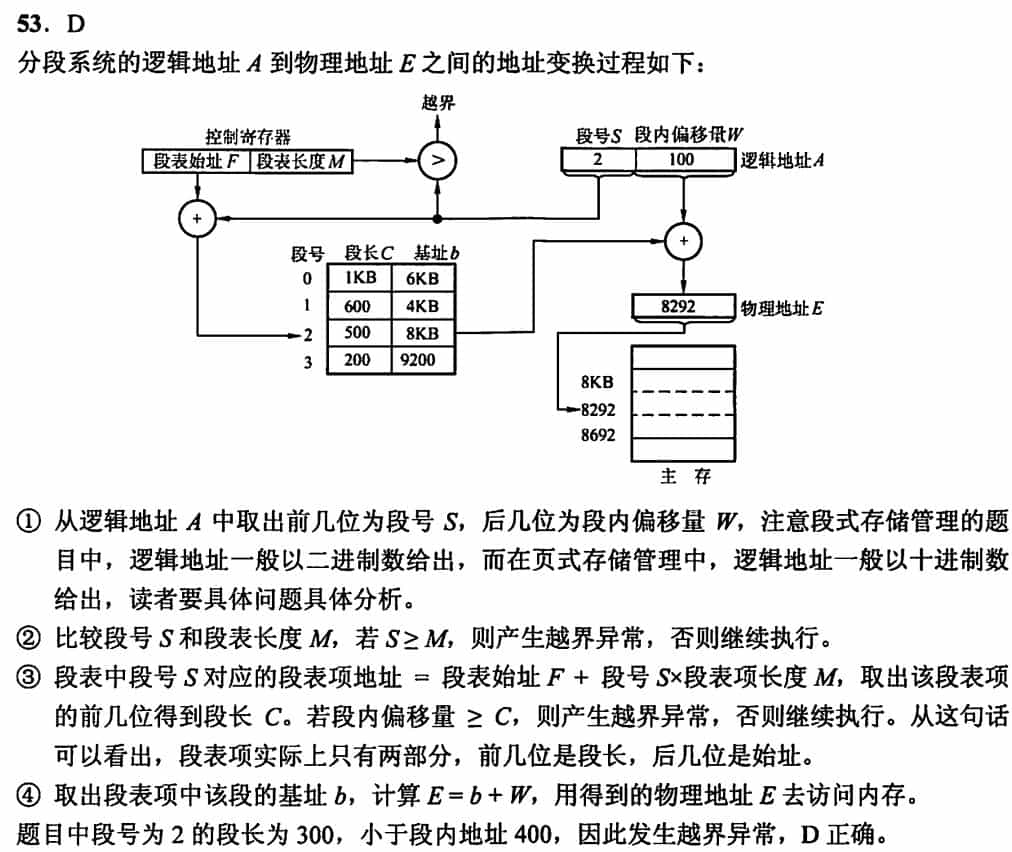 53. D
分段系统的逻辑地址 A 到物理地址 E 之间的地址变换过程如下：
越界
控制寄存器
段号S 段内偏移量W
段表始址 F 段表长度 M
>
2 100 逻辑地址A
+
+
段号 段长C 基址b
0 1KB 6KB
1 600 4KB
8292 物理地址E
2 500 8KB
3 200 9200
8KB
8292
8692
主 存
① 从逻辑地址 A 中取出前几位为段号 S，后几位为段内偏移量 W，注意段式存储管理的题
目中，逻辑地址一般以二进制数给出，而在页式存储管理中，逻辑地址一般以十进制数
给出，读者要具体问题具体分析。
② 比较段号 S 和段表长度 M，若 S≥M，则产生越界异常，否则继续执行。
③ 段表中段号 S 对应的段表项地址 = 段表始址 F + 段号 S×段表项长度 M，取出该段表项
的前几位得到段长 C。若段内偏移量 ≥ C，则产生越界异常，否则继续执行。从这句话
可以看出，段表项实际上只有两部分，前几位是段长，后几位是始址。
④ 取出段表项中该段的基址 b，计算 E = b + W，用得到的物理地址 E 去访问内存。
题目中段号为 2 的段长为 300，小于段内地址 400，因此发生越界异常，D 正确。